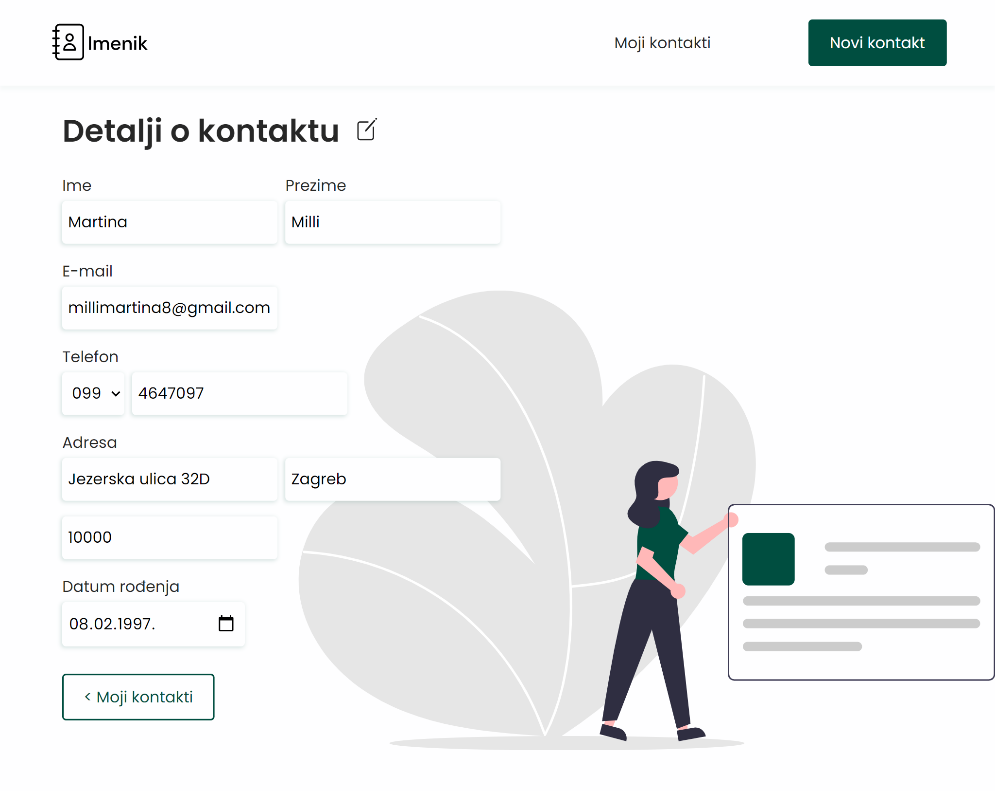 Imenik
Moji kontakti
Novi kontakt
Detalji o kontaktu
Ime
Prezime
Martina
Milli
E-mail
millimartina8@gmail.com
Telefon
099
4647097
Adresa
Jezerska ulica 32D
Zagreb
10000
Datum rođenja
08.02.1997.
< Moji kontakti